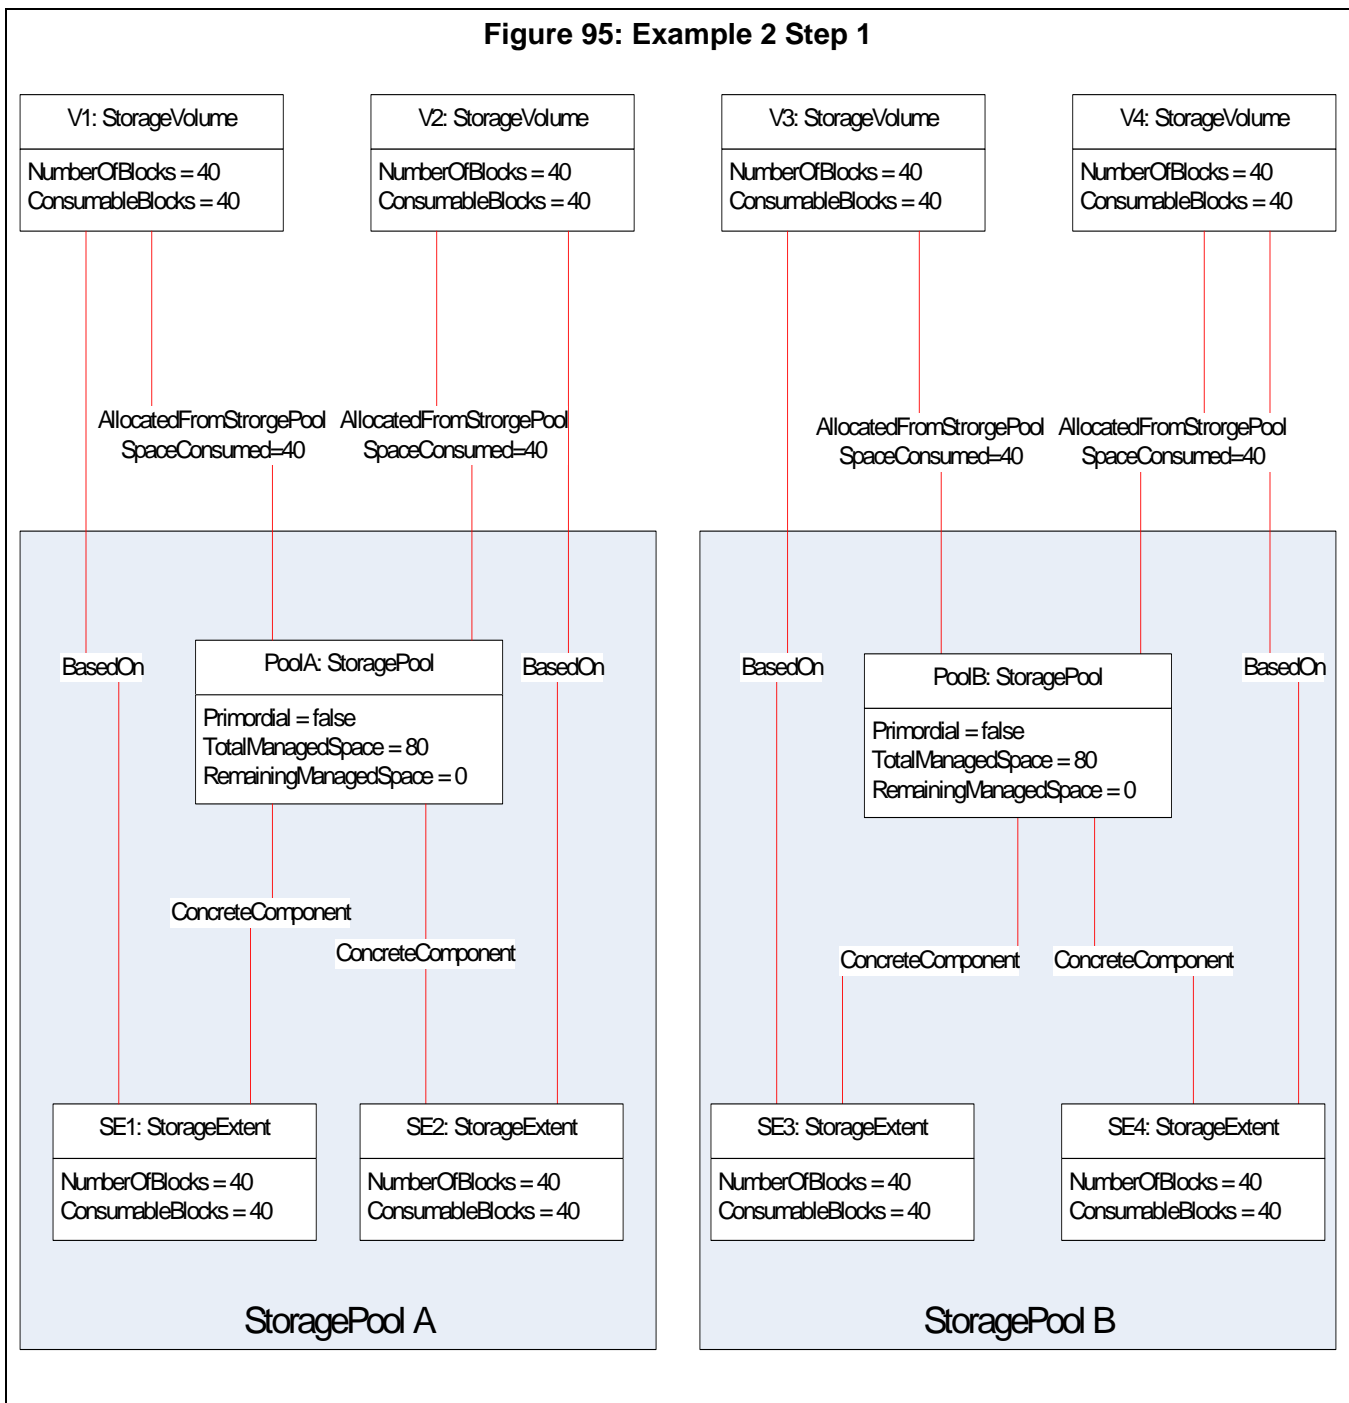 Figure 95: Example 2 Step 1
V1: StorageVolume
NumberOfBlocks = 40
ConsumableBlocks = 40
V2: StorageVolume
NumberOfBlocks = 40
ConsumableBlocks = 40
V3: StorageVolume
NumberOfBlocks = 40
ConsumableBlocks = 40
V4: StorageVolume
NumberOfBlocks = 40
ConsumableBlocks = 40
AllocatedFromStrorgePool
SpaceConsumed=40
AllocatedFromStrorgePool
SpaceConsumed=40
AllocatedFromStrorgePool
SpaceConsumed=40
AllocatedFromStrorgePool
SpaceConsumed=40
BasedOn
PoolA: StoragePool
Primordial = false
TotalManagedSpace = 80
RemainingManagedSpace = 0
BasedOn
BasedOn
PoolB: StoragePool
Primordial = false
TotalManagedSpace = 80
RemainingManagedSpace = 0
BasedOn
ConcreteComponent
ConcreteComponent
ConcreteComponent
ConcreteComponent
SE1: StorageExtent
NumberOfBlocks = 40
ConsumableBlocks = 40
SE2: StorageExtent
NumberOfBlocks = 40
ConsumableBlocks = 40
SE3: StorageExtent
NumberOfBlocks = 40
ConsumableBlocks = 40
SE4: StorageExtent
NumberOfBlocks = 40
ConsumableBlocks = 40
StoragePool A
StoragePool B